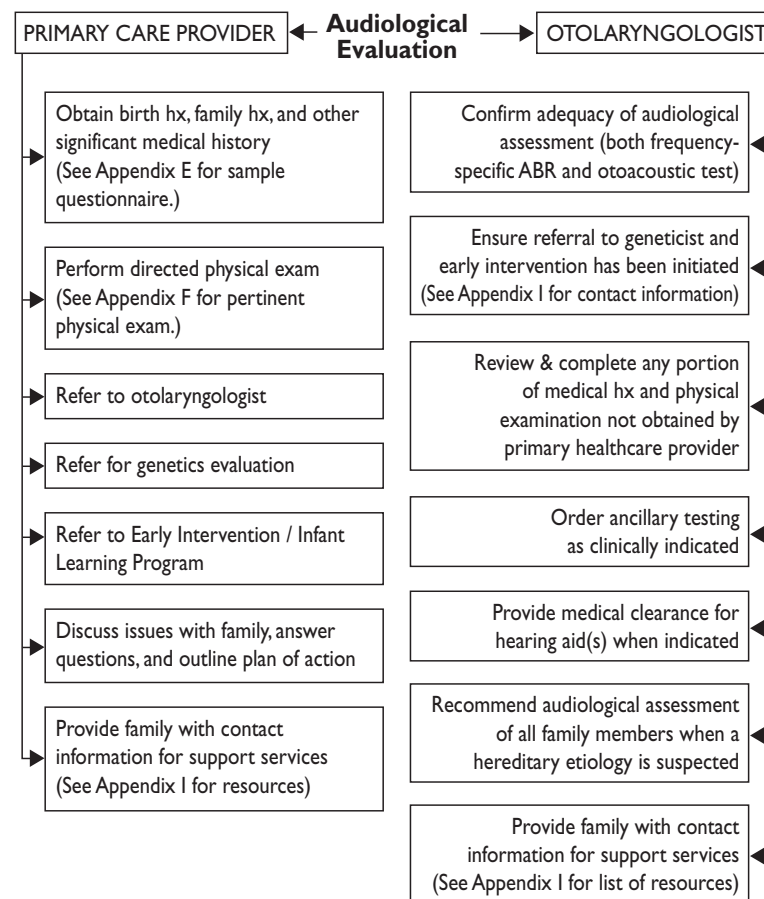 PRIMARY CARE PROVIDER
Audiological
Evaluation
OTOLARYNGOLOGIST
Obtain birth hx, family hx, and other
significant medical history
(See Appendix E for sample
questionnaire.)
Perform directed physical exam
(See Appendix F for pertinent
physical exam.)
Refer to otolaryngologist
Refer for genetics evaluation
Refer to Early Intervention / Infant
Learning Program
Discuss issues with family, answer
questions, and outline plan of action
Provide family with contact
information for support services
(See Appendix I for resources)
Confirm adequacy of audiological
assessment (both frequency-
specific ABR and otoacoustic test)
Ensure referral to geneticist and
early intervention has been initiated
(See Appendix I for contact information)
Review & complete any portion
of medical hx and physical
examination not obtained by
primary healthcare provider
Order ancillary testing
as clinically indicated
Provide medical clearance for
hearing aid(s) when indicated
Recommend audiological assessment
of all family members when a
hereditary etiology is suspected
Provide family with contact
information for support services
(See Appendix I for list of resources)